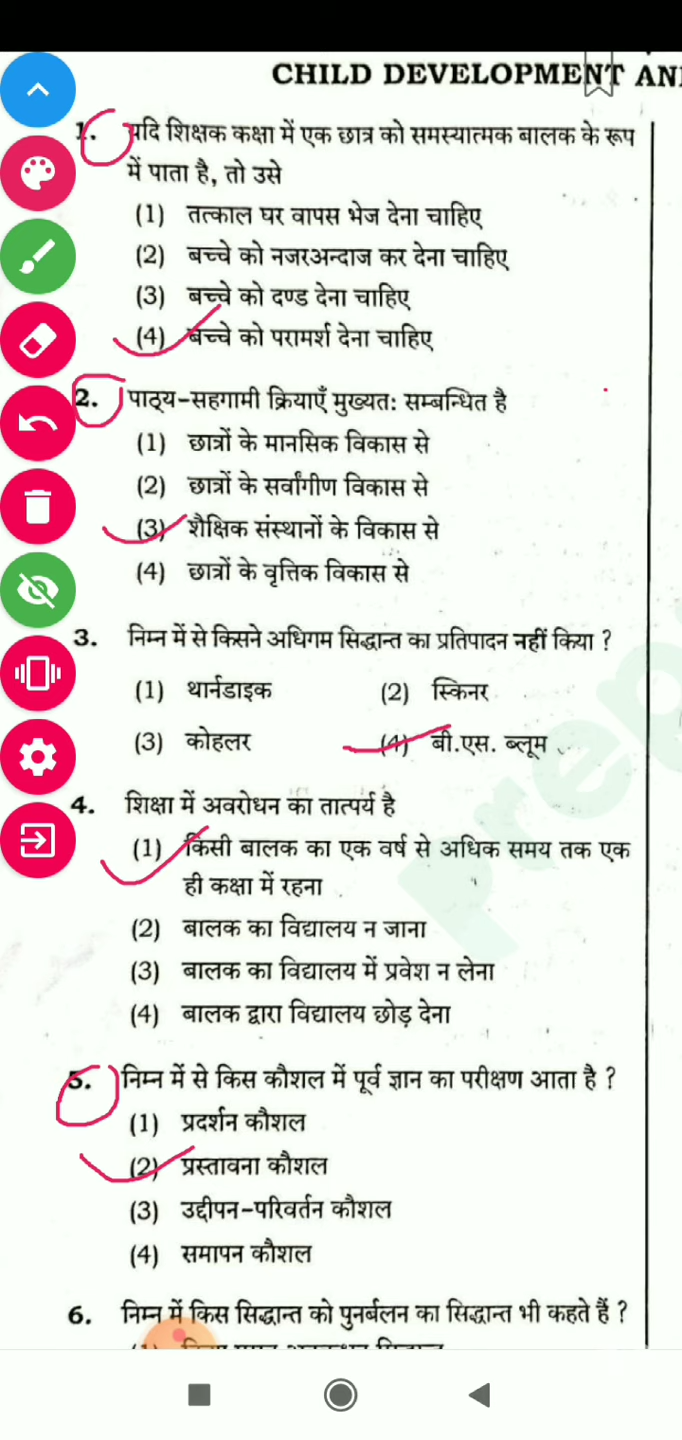 CHILD DEVELOPMENT AN
1. यदि शिक्षक कक्षा में एक छात्र को समस्यात्मक बालक के रूप
में पाता है, तो उसे
(1) तत्काल घर वापस भेज देना चाहिए
(2) बच्चे को नजरअन्दाज कर देना चाहिए
(3) बच्चे को दण्ड देना चाहिए
(4) बच्चे को परामर्श देना चाहिए
2. पाठ्य-सहगामी क्रियाएँ मुख्यत: सम्बन्धित है
(1) छात्रों के मानसिक विकास से
(2) छात्रों के सर्वांगीण विकास से
(3) शैक्षिक संस्थानों के विकास से
(4) छात्रों के वृत्तिक विकास से
3. निम्न में से किसने अधिगम सिद्धान्त का प्रतिपादन नहीं किया ?
(1) थार्नडाइक (2) स्किनर
(3) कोहलर (4) बी.एस. ब्लूम
4. शिक्षा में अवरोधन का तात्पर्य है
(1) किसी बालक का एक वर्ष से अधिक समय तक एक
ही कक्षा में रहना
(2) बालक का विद्यालय न जाना
(3) बालक का विद्यालय में प्रवेश न लेना
(4) बालक द्वारा विद्यालय छोड़ देना
5. निम्न में से किस कौशल में पूर्व ज्ञान का परीक्षण आता है ?
(1) प्रदर्शन कौशल
(2) प्रस्तावना कौशल
(3) उद्दीपन-परिवर्तन कौशल
(4) समापन कौशल
6. निम्न में किस सिद्धान्त को पुनर्बलन का सिद्धान्त भी कहते हैं ?